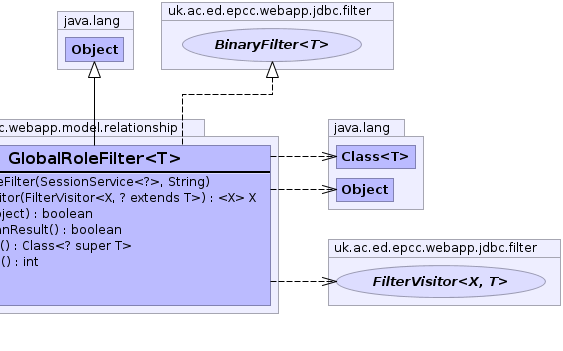 java.lang
Object
uk.ac.ed.epcc.webapp.jdbc.filter
BinaryFilter<T>
c.webapp.model.relationship
GlobalRoleFilter<T>
eFilter(SessionService<?>, String)
itor(FilterVisitor<X, ? extends T>) : <X> X
bject) : boolean
anResult() : boolean
() : Class<? super T>
() : int
java.lang
Class<T>
Object
uk.ac.ed.epcc.webapp.jdbc.filter
FilterVisitor<X, T>